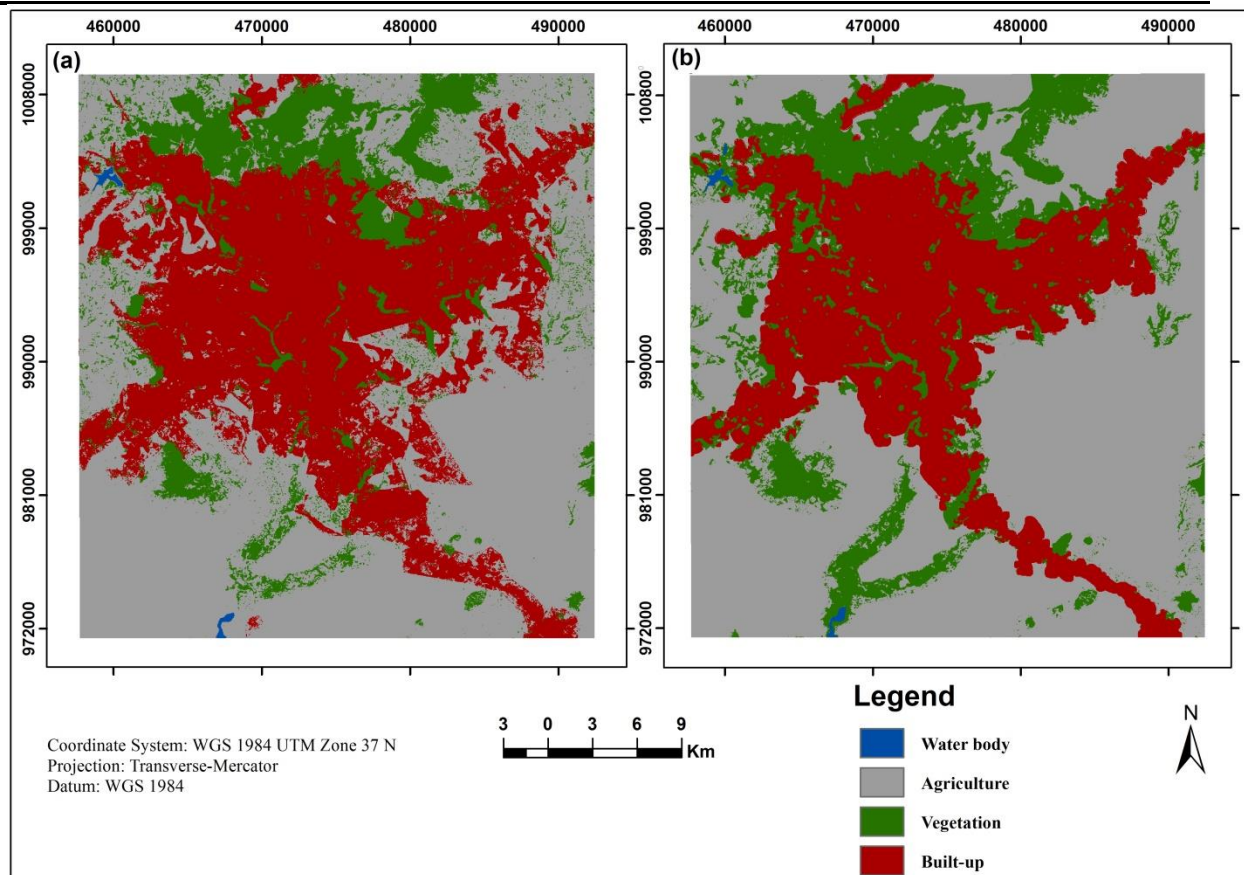 460000 470000 480000 490000 460000 470000 480000 490000
(a) (b)
1008000 1008000
999000 999000
990000 990000
981000 981000
972000 972000
Legend
Coordinate System: WGS 1984 UTM Zone 37 N
Projection: Transverse-Mercator
Datum: WGS 1984
3 0 3 6 9
Km
Water body
Agriculture
Vegetation
Built-up
N